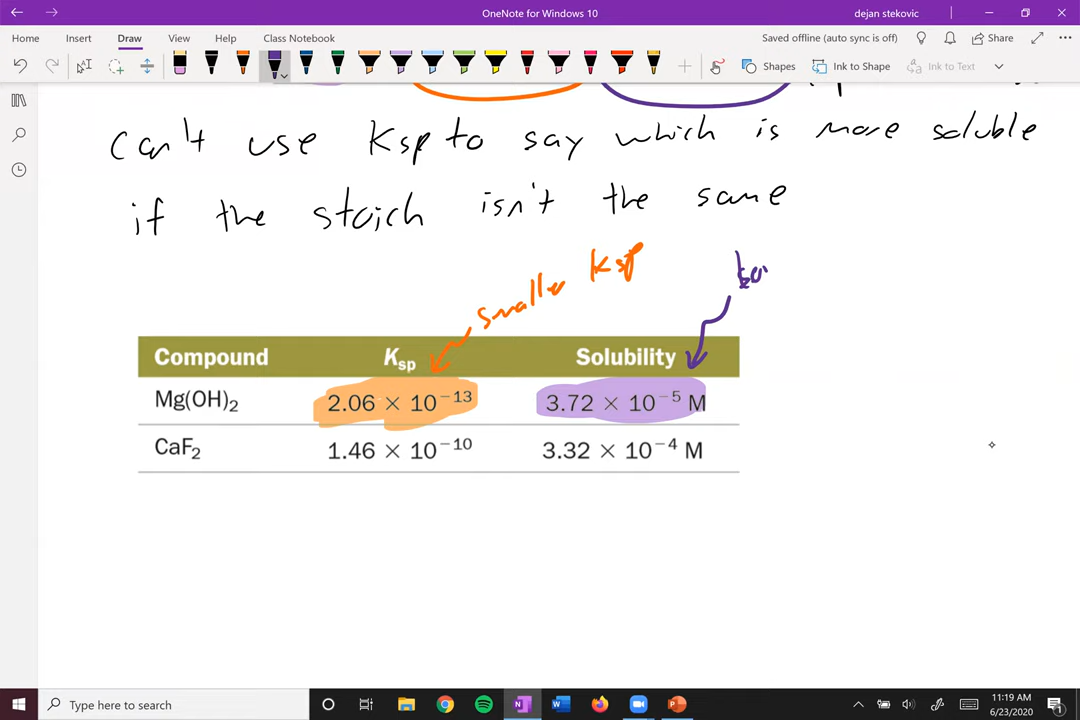 OneNote for Windows 10
dejan stekovic
Home Insert Draw View Help Class Notebook
Saved offline (auto sync is off) Share
Shapes Ink to Shape Ink to Text
can't use Ksp to say which is more soluble
if the stoich isn't the same
smaller Ksp
Compound Ksp Solubility
Mg(OH)2 2.06 × 10−13 3.72 × 10−5 M
CaF2 1.46 × 10−10 3.32 × 10−4 M
Type here to search
11:19 AM
6/23/2020
1